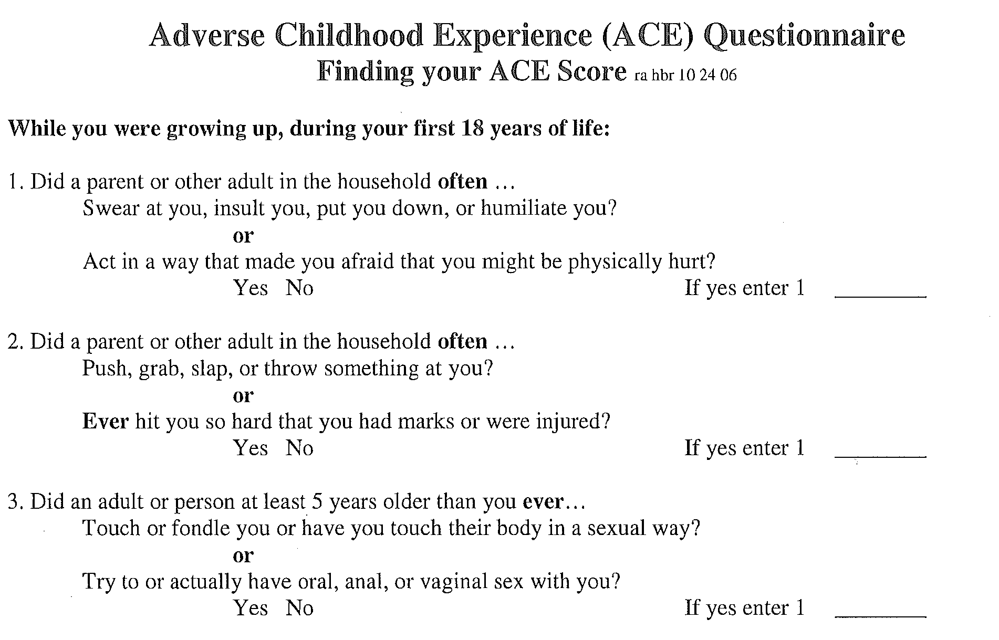 Adverse Childhood Experience (ACE) Questionnaire
Finding your ACE Score ra hbr 10 24 06
While you were growing up, during your first 18 years of life:
1. Did a parent or other adult in the household often …
Swear at you, insult you, put you down, or humiliate you?
or
Act in a way that made you afraid that you might be physically hurt?
Yes No If yes enter 1 ________
2. Did a parent or other adult in the household often …
Push, grab, slap, or throw something at you?
or
Ever hit you so hard that you had marks or were injured?
Yes No If yes enter 1 ________
3. Did an adult or person at least 5 years older than you ever…
Touch or fondle you or have you touch their body in a sexual way?
or
Try to or actually have oral, anal, or vaginal sex with you?
Yes No If yes enter 1 ________